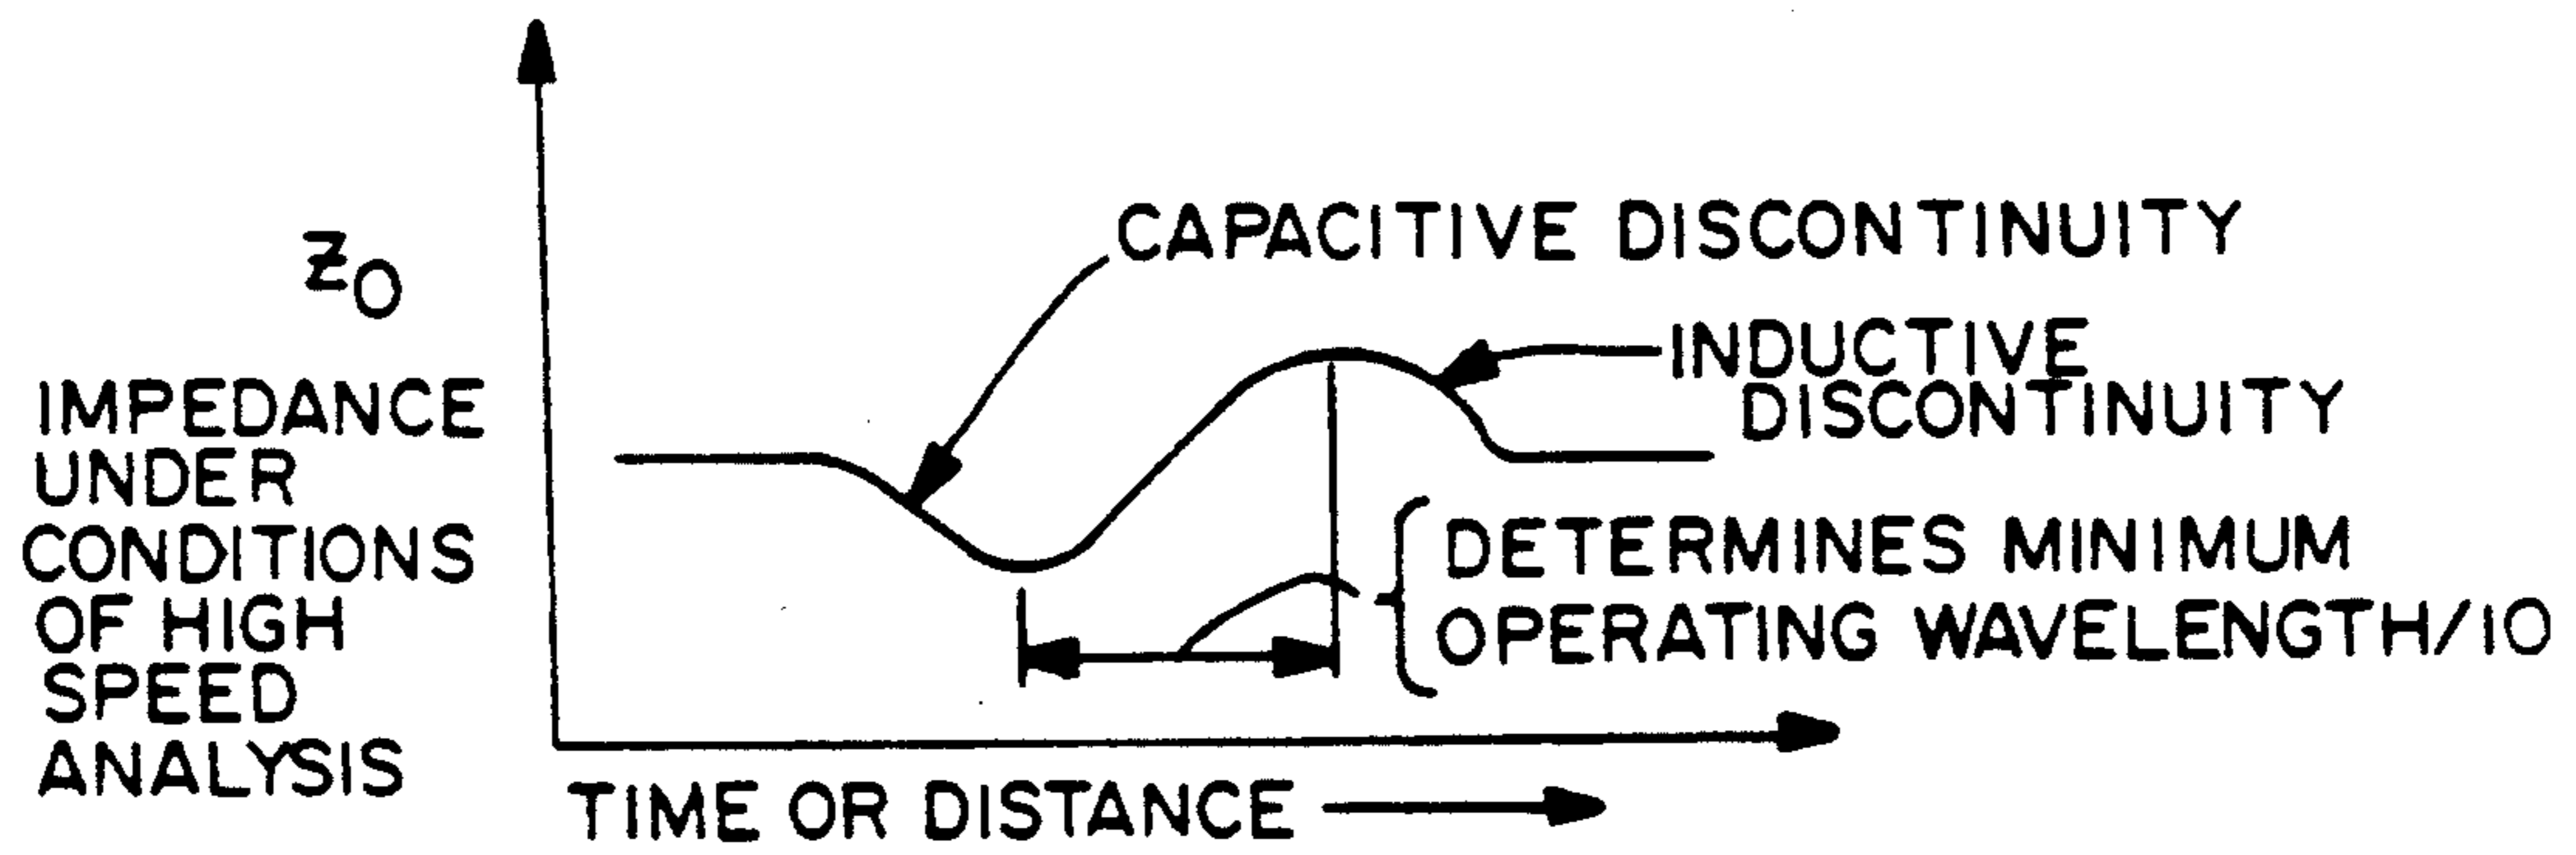 Z0
IMPEDANCE
UNDER
CONDITIONS
OF HIGH
SPEED
ANALYSIS
CAPACITIVE DISCONTINUITY
INDUCTIVE
DISCONTINUITY
DETERMINES MINIMUM
OPERATING WAVELENGTH/10
TIME OR DISTANCE